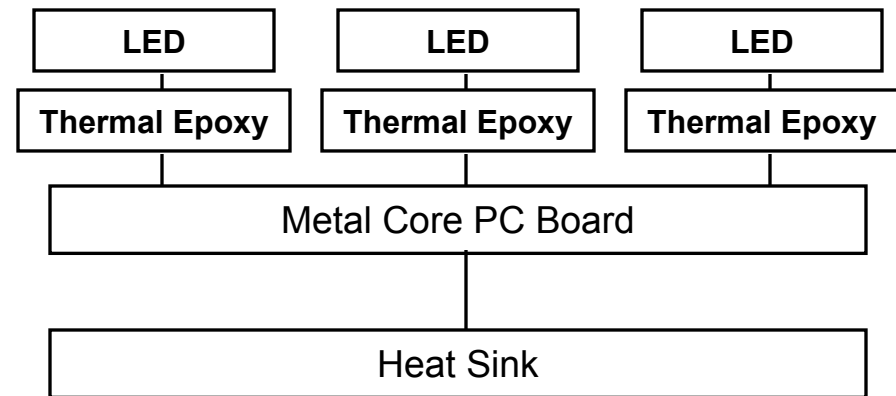 LED LED LED
Thermal Epoxy Thermal Epoxy Thermal Epoxy
Metal Core PC Board
Heat Sink